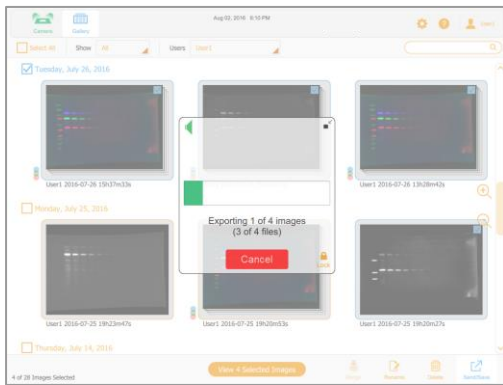 Aug 02, 2016 6:10 PM
Camera Gallery
User1
Select All Show All Users User1
Tuesday, July 26, 2016
User1 2016-07-26 15h37m33s
User1 2016-07-26 13h28m42s
Exporting 1 of 4 images
(3 of 4 files)
Cancel
Monday, July 25, 2016
User1 2016-07-25 19h23m47s
User1 2016-07-25 19h20m53s
User1 2016-07-25 19h20m27s
Thursday, July 14, 2016
4 of 28 Images Selected
View 4 Selected Images
Rename Delete Send/Save